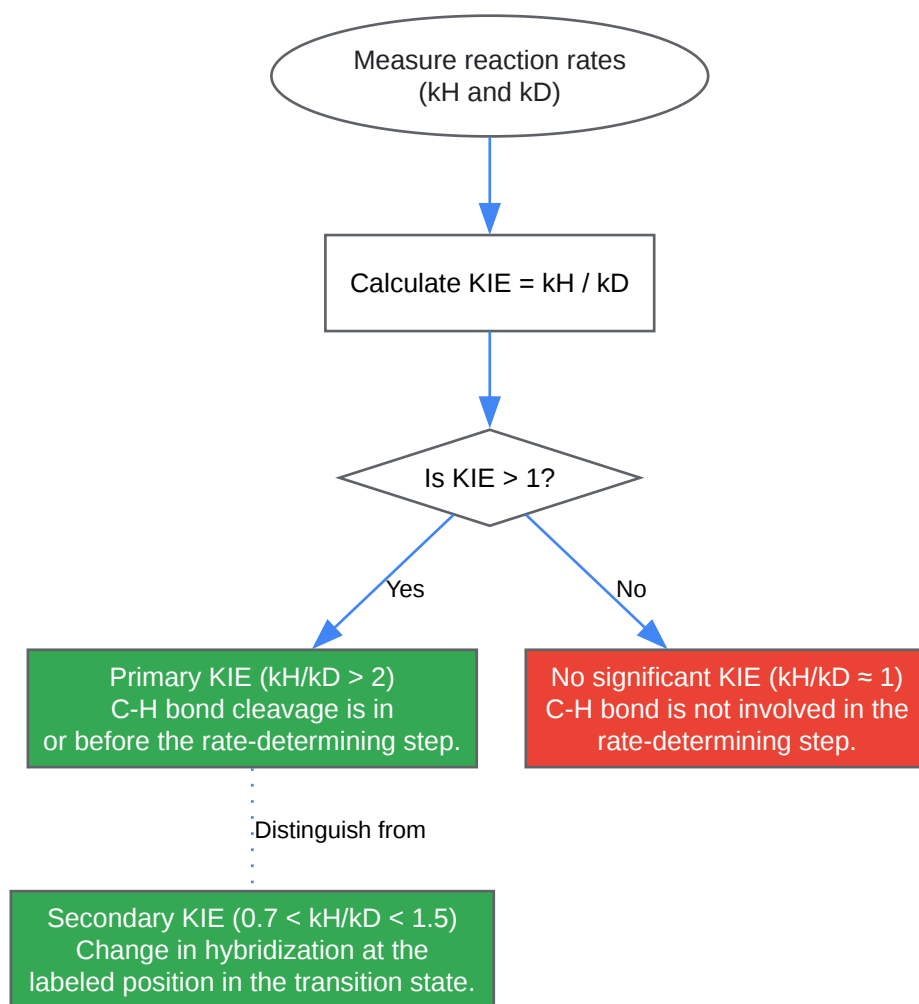 Measure reaction rates
(kH and kD)
Calculate KIE = kH / kD
Is KIE > 1?
Yes
No
Primary KIE (kH/kD > 2)
C-H bond cleavage is in
or before the rate-determining step.
No significant KIE (kH/kD ≈ 1)
C-H bond is not involved in the
rate-determining step.
Distinguish from
Secondary KIE (0.7 < kH/kD < 1.5)
Change in hybridization at the
labeled position in the transition state.